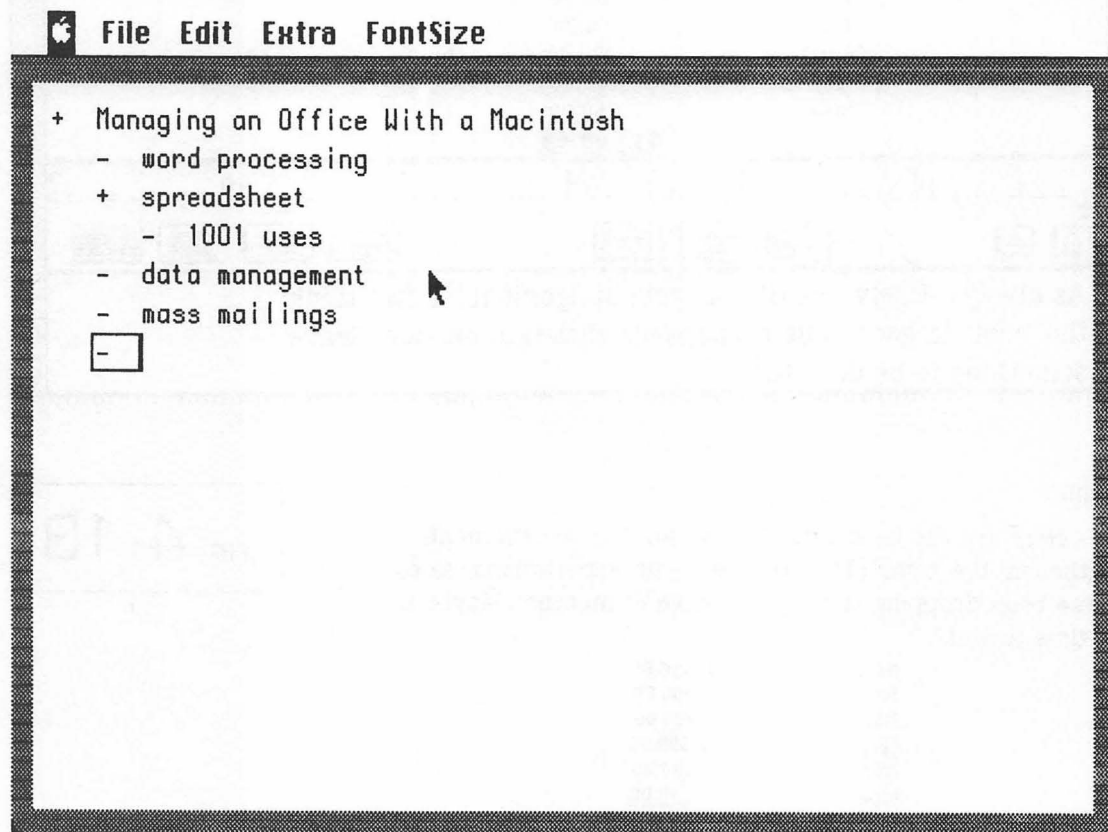 File Edit Extra FontSize
+ Managing an Office With a Macintosh
- word processing
+ spreadsheet
- 1001 uses
- data management
- mass mailings
-